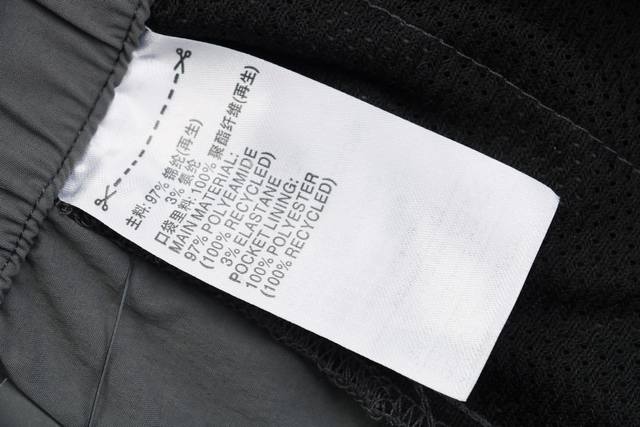 主料: 97% 锦纶(再生)
3% 氨纶
口袋里料:100% 聚酯纤维(再生)
MAIN MATERIAL:
97% POLYEAMIDE
(100% RECYCLED)
3% ELASTANE
POCKET LINING:
100% POLYESTER
(100% RECYCLED)